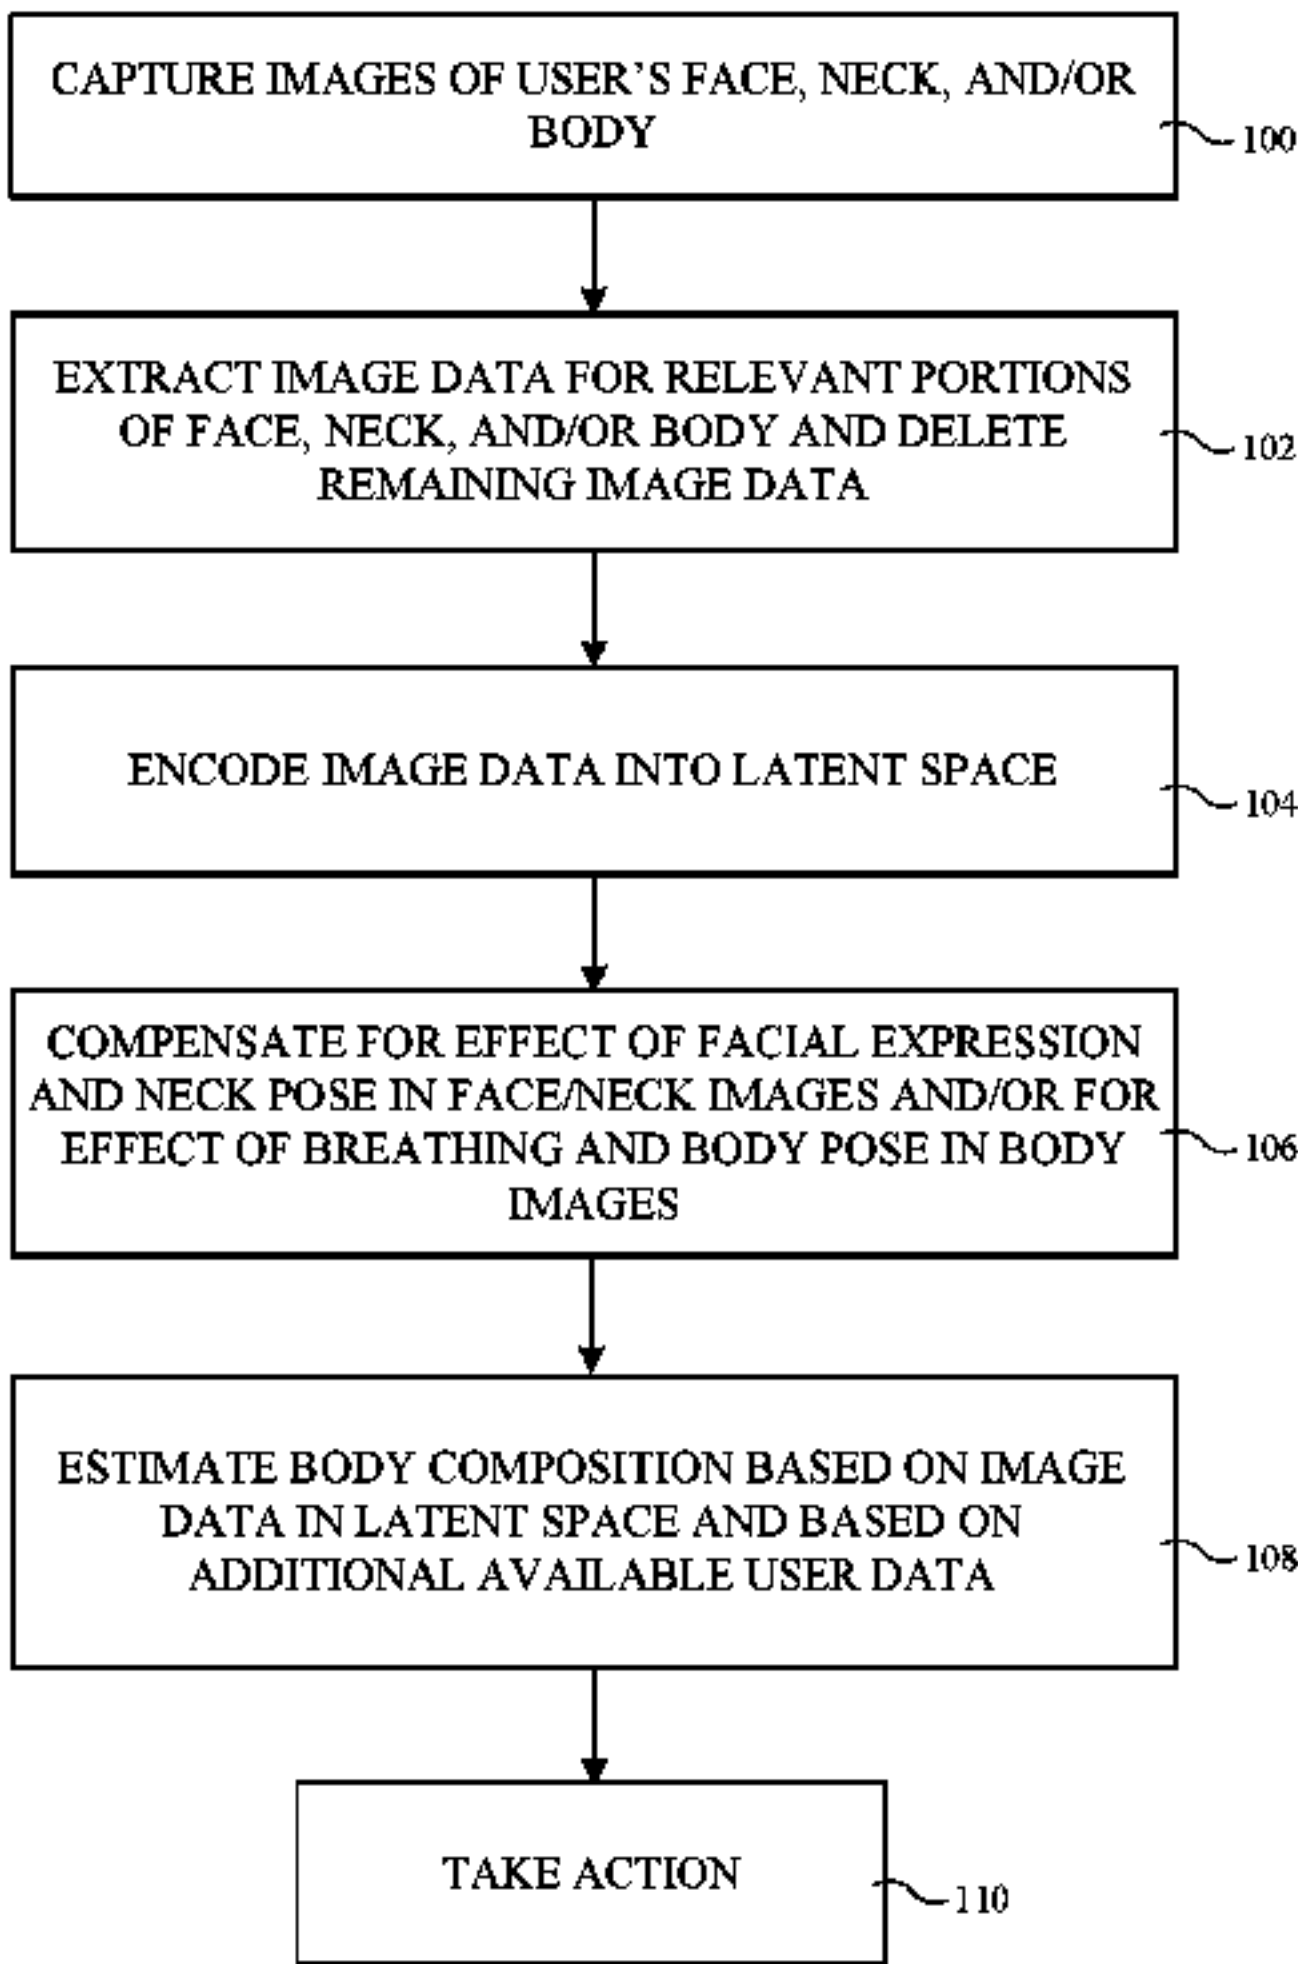 CAPTURE IMAGES OF USER'S FACE, NECK, AND/OR
BODY
100
EXTRACT IMAGE DATA FOR RELEVANT PORTIONS
OF FACE, NECK, AND/OR BODY AND DELETE
REMAINING IMAGE DATA
102
ENCODE IMAGE DATA INTO LATENT SPACE
104
COMPENSATE FOR EFFECT OF FACIAL EXPRESSION
AND NECK POSE IN FACE/NECK IMAGES AND/OR FOR
EFFECT OF BREATHING AND BODY POSE IN BODY
IMAGES
106
ESTIMATE BODY COMPOSITION BASED ON IMAGE
DATA IN LATENT SPACE AND BASED ON
ADDITIONAL AVAILABLE USER DATA
108
TAKE ACTION
110